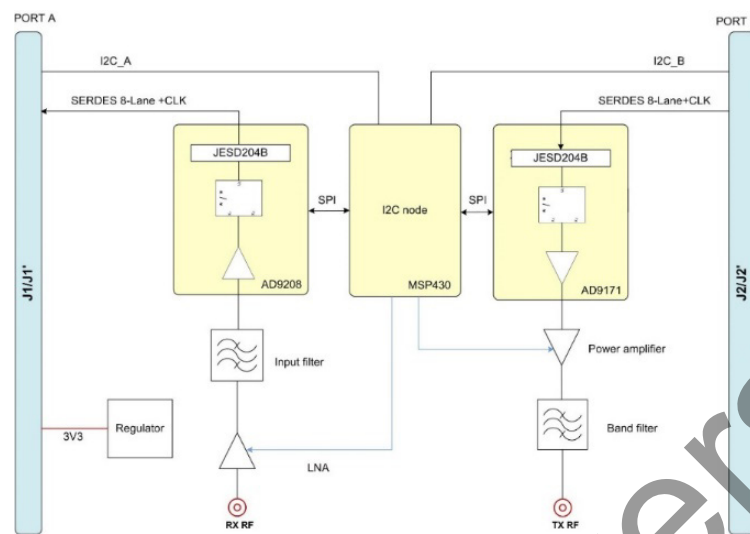 PORT A
PORT
I2C_A
I2C_B
SERDES 8-Lane +CLK
SERDES 8-Lane+CLK
JESD204B
JESD204B
SPI
I2C node
SPI
AD9208
MSP430
AD9171
J1/J1'
J2/J2'
Input filter
Power amplifier
3V3
Regulator
Band filter
LNA
RX RF
TX RF